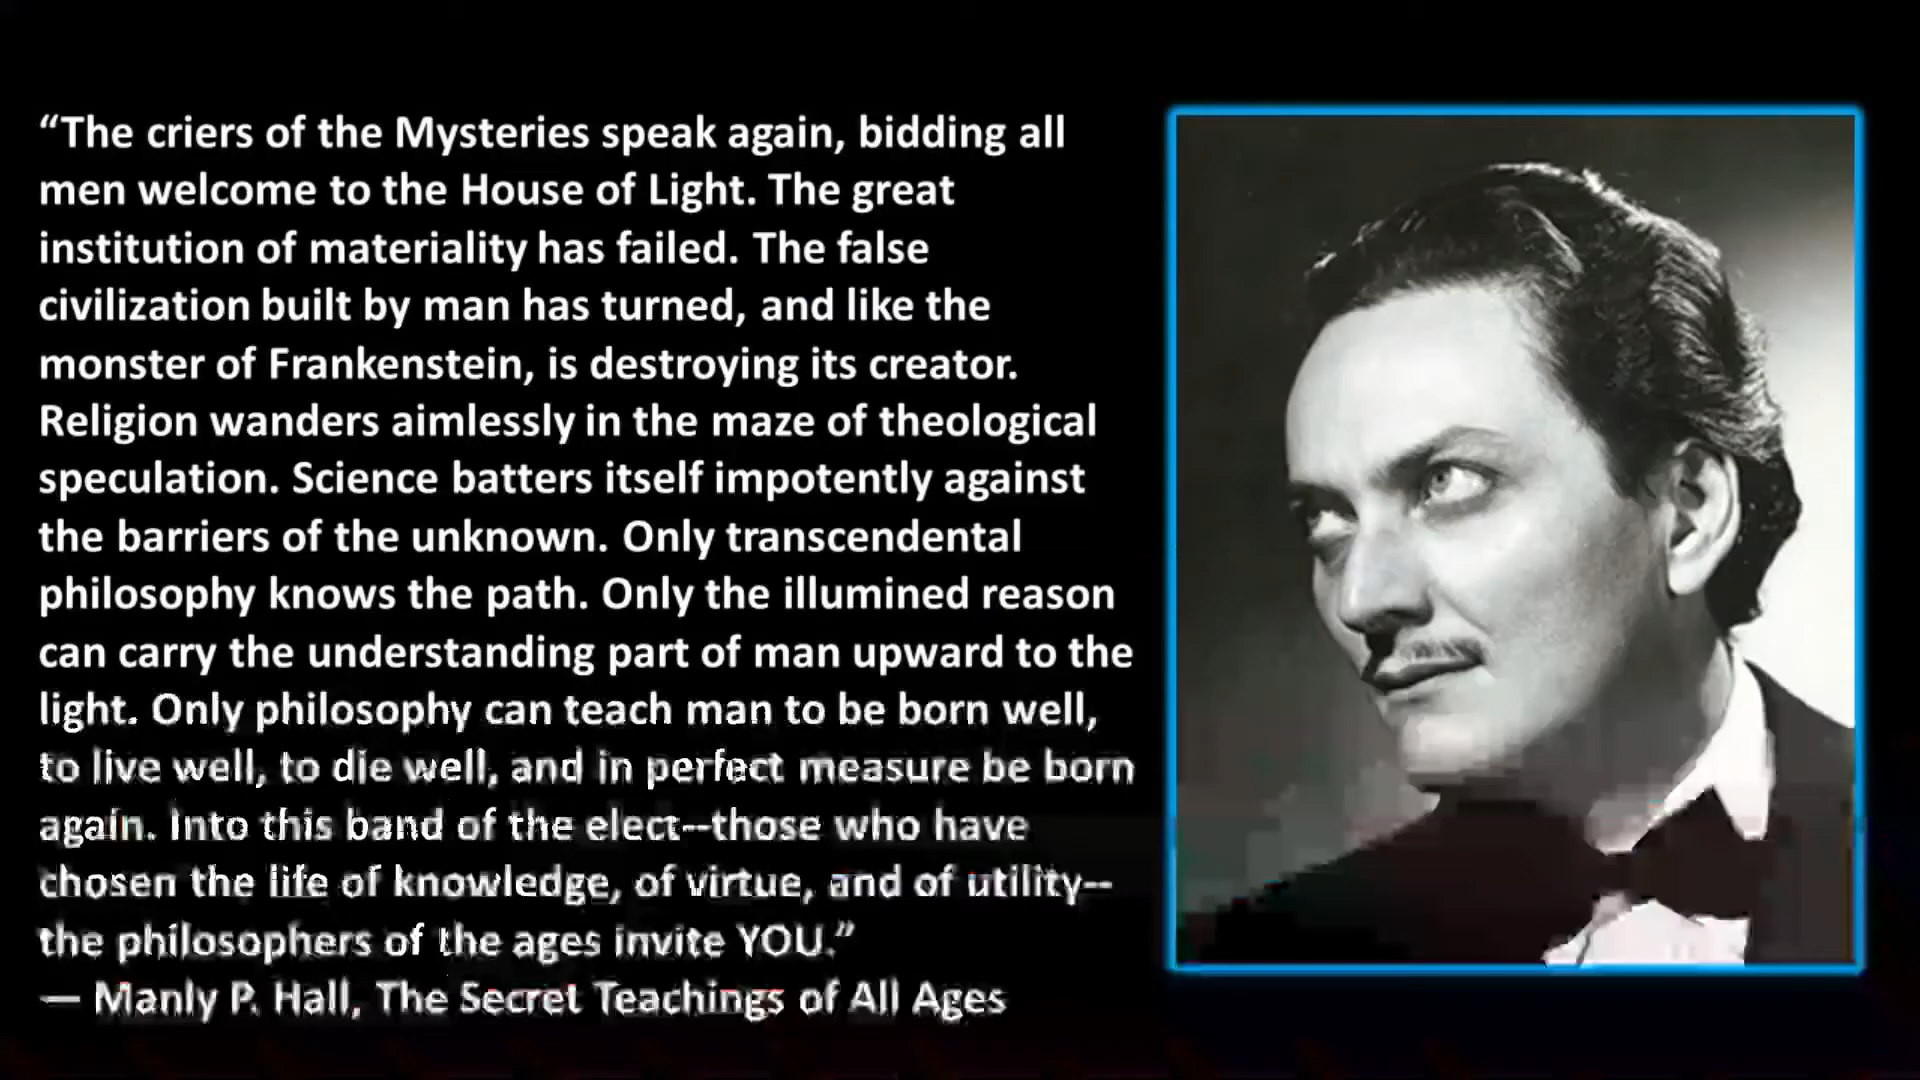 “The criers of the Mysteries speak again, bidding all
men welcome to the House of Light. The great
institution of materiality has failed. The false
civilization built by man has turned, and like the
monster of Frankenstein, is destroying its creator.
Religion wanders aimlessly in the maze of theological
speculation. Science batters itself impotently against
the barriers of the unknown. Only transcendental
philosophy knows the path. Only the illumined reason
can carry the understanding part of man upward to the
light. Only philosophy can teach man to be born well,
to live well, to die well, and in perfect measure be born
again. Into this band of the elect--those who have
chosen the life of knowledge, of virtue, and of utility--
the philosophers of the ages invite YOU.”
— Manly P. Hall, The Secret Teachings of All Ages